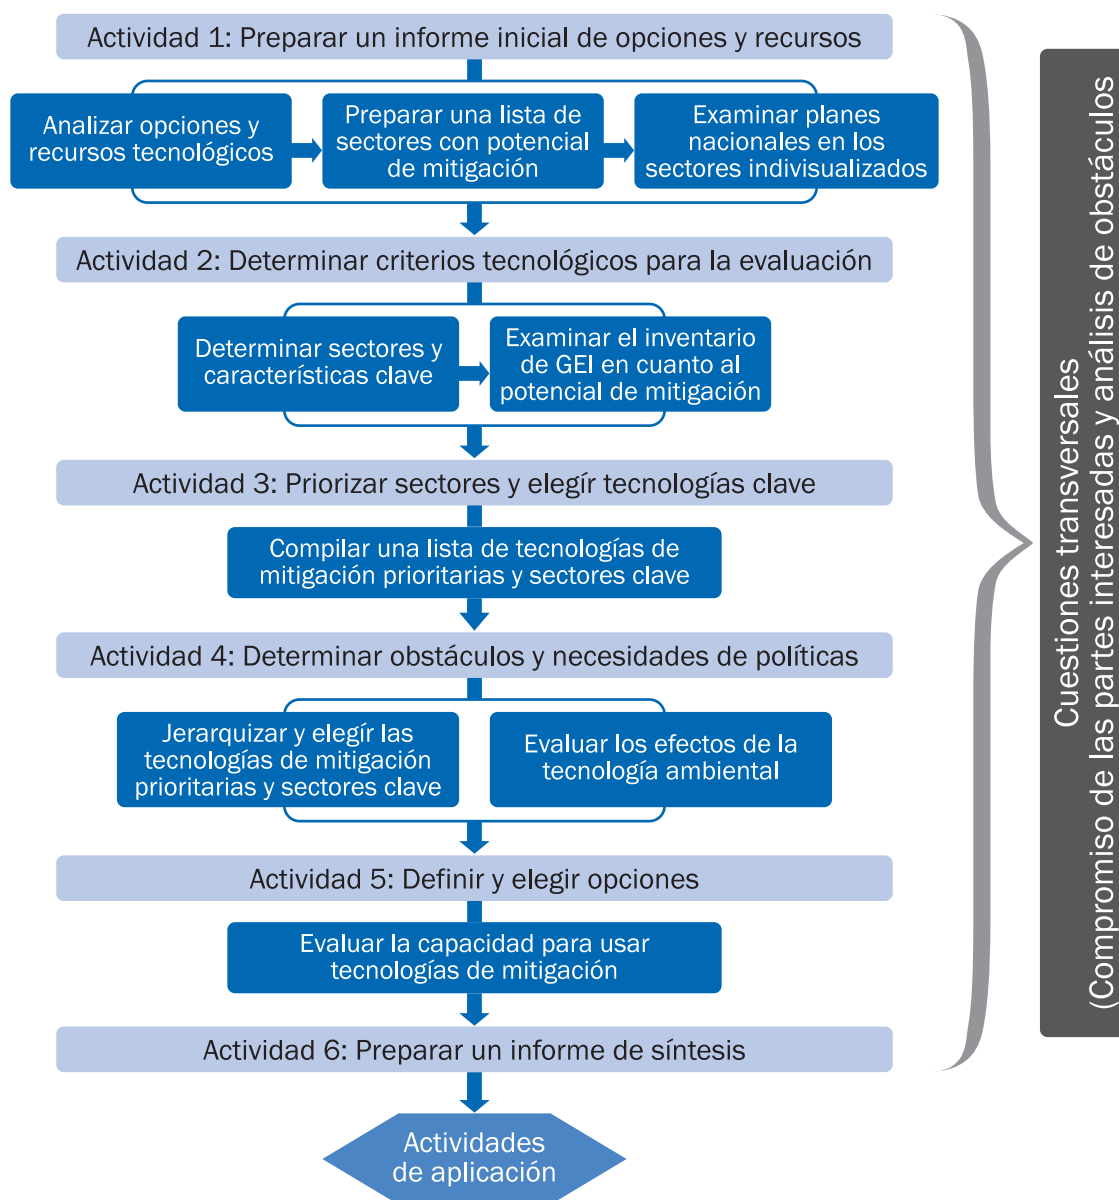 Actividad 1: Preparar un informe inicial de opciones y recursos
Analizar opciones y
recursos tecnológicos
Preparar una lista de
sectores con potencial
de mitigación
Examinar planes
nacionales en los
sectores indivisualizados
Actividad 2: Determinar criterios tecnológicos para la evaluación
Determinar sectores y
características clave
Examinar el inventario
de GEI en cuanto al
potencial de mitigación
Actividad 3: Priorizar sectores y elegír tecnologías clave
Compilar una lista de tecnologías de
mitigación prioritarias y sectores clave
Actividad 4: Determinar obstáculos y necesidades de políticas
Jerarquizar y elegír las
tecnologías de mitigación
prioritarias y sectores clave
Evaluar los efectos de la
tecnología ambiental
Actividad 5: Definir y elegir opciones
Evaluar la capacidad para usar
tecnologías de mitigación
Actividad 6: Preparar un informe de síntesis
Actividades
de aplicación
Cuestiones transversales
(Compromiso de las partes interesadas y análisis de obstáculos